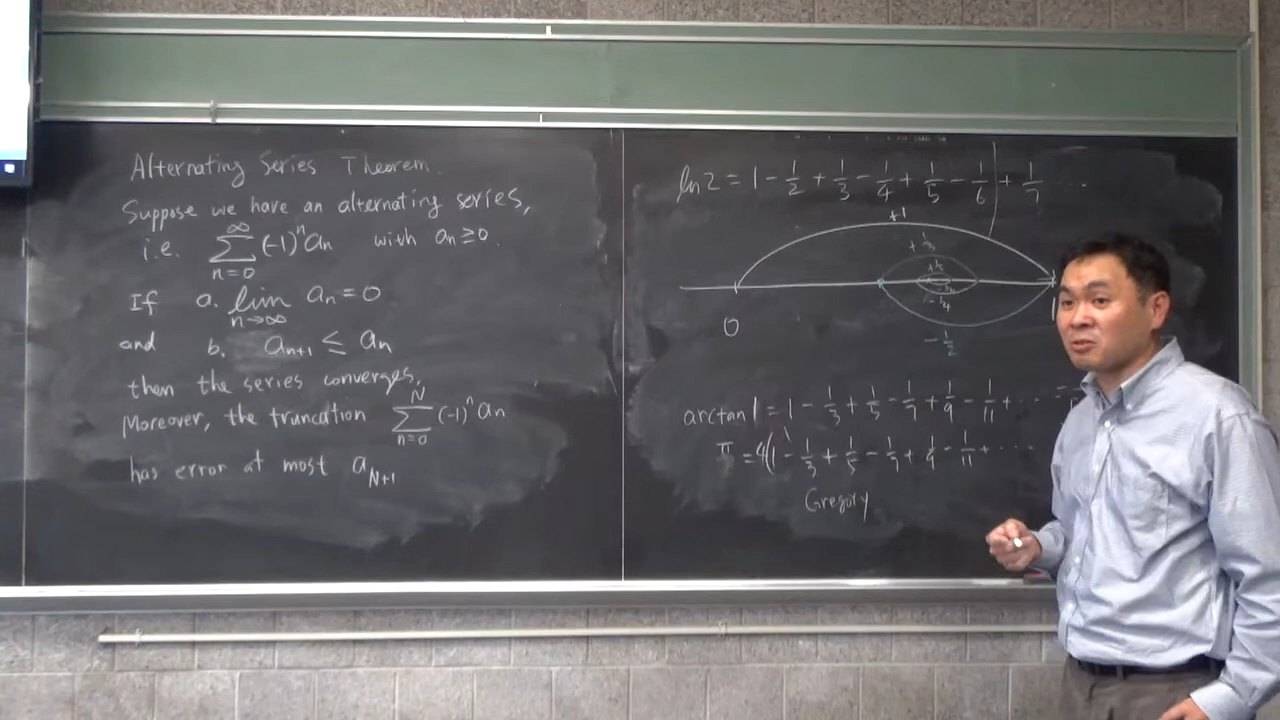 Alternating Series Theorem.
Suppose we have an alternating series,
i.e. ∑_{n=0}^{∞} (-1)^n a_n with a_n ≥ 0.
If a. lim_{n→∞} a_n = 0
and b. a_{n+1} ≤ a_n
then the series converges.
Moreover, the truncation ∑_{n=0}^{N} (-1)^n a_n
has error at most a_{N+1}
ln 2 = 1 - 1/2 + 1/3 - 1/4 + 1/5 - 1/6 + 1/7 ...
+1
+ 1/3
+ 1/5
- 1/4
0
1
- 1/2
arctan 1 = 1 - 1/3 + 1/5 - 1/7 + 1/9 - 1/11 + ...
π = 4(1 - 1/3 + 1/5 - 1/7 + 1/9 - 1/11 + ....
Gregory